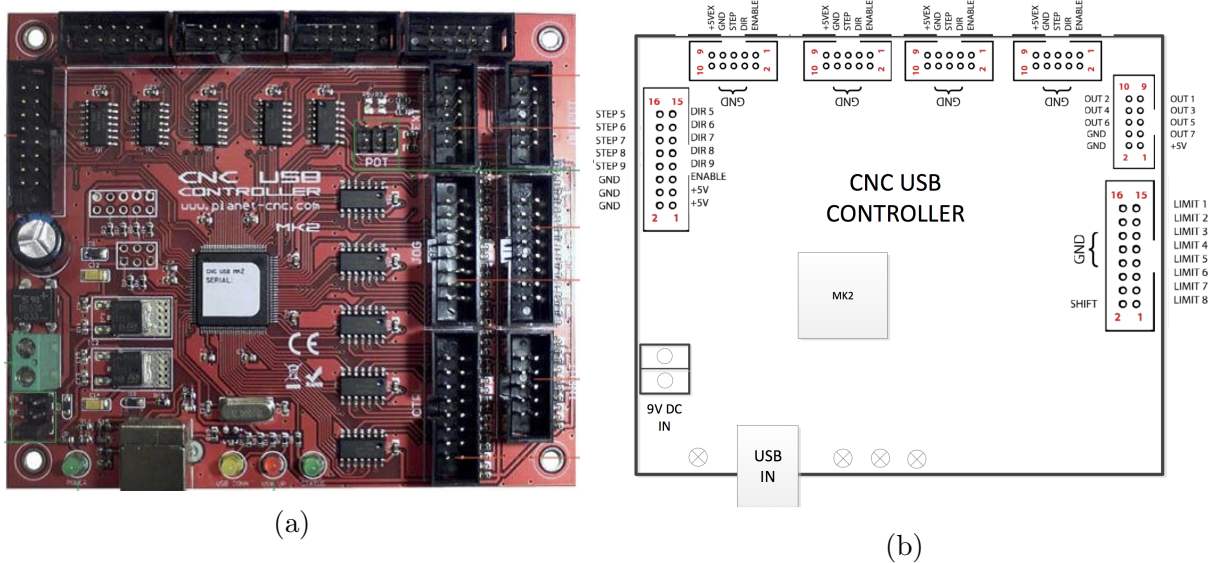 POT
EXT
CNC USB
CONTROLLER
www.planet-cnc.com
MK2
CNC USB MK2
SERIAL:
JOG
CTL
CE
POWER
USB CONN
USB UP
STATUS
(a)
+5VEX
GND
STEP
DIR
ENABLE
+5VEX
GND
STEP
DIR
ENABLE
+5VEX
GND
STEP
DIR
ENABLE
+5VEX
GND
STEP
DIR
ENABLE
9 1
10 2
GND
9 1
10 2
GND
9 1
10 2
GND
9 1
10 2
GND
16 15
STEP 5 DIR 5
STEP 6 DIR 6
STEP 7 DIR 7
STEP 8 DIR 8
STEP 9 DIR 9
GND ENABLE
GND +5V
GND +5V
2 1
10 9
OUT 2 OUT 1
OUT 4 OUT 3
OUT 6 OUT 5
GND OUT 7
GND +5V
2 1
16 15
LIMIT 1
LIMIT 2
LIMIT 3
LIMIT 4
LIMIT 5
LIMIT 6
LIMIT 7
SHIFT LIMIT 8
GND
2 1
CNC USB
CONTROLLER
MK2
9V DC
IN
USB
IN
(b)